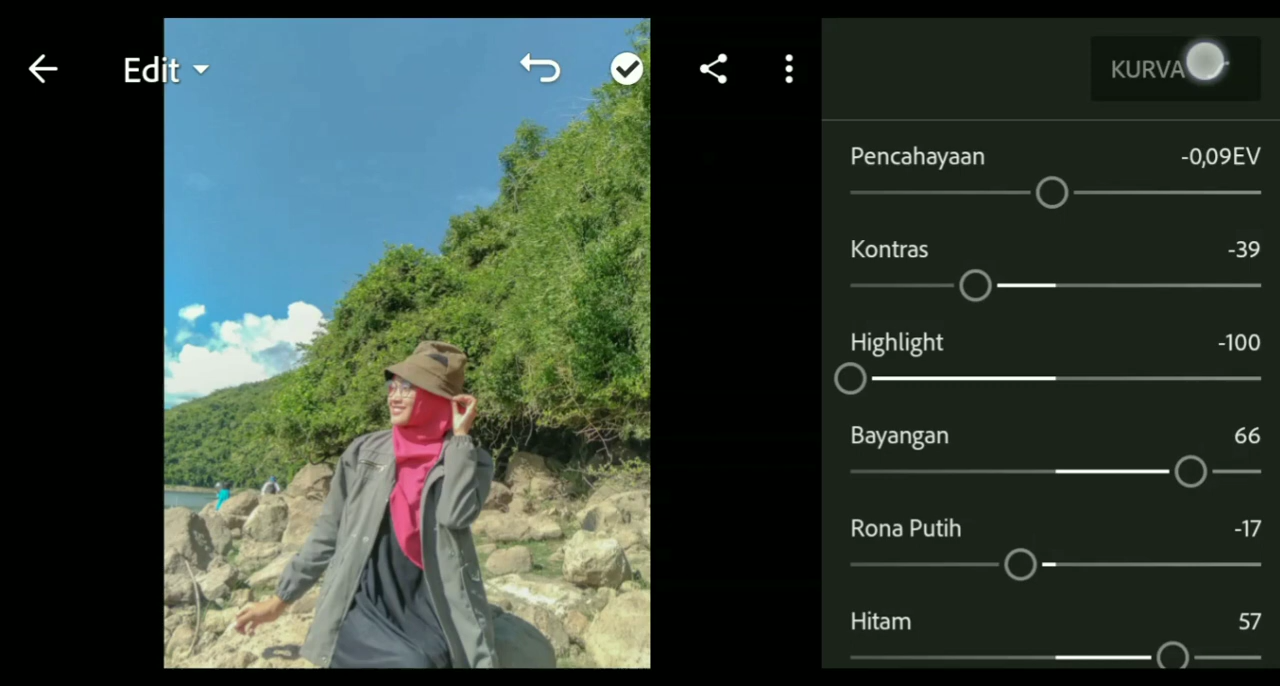 Edit
KURVA
Pencahayaan -0,09EV
Kontras -39
Highlight -100
Bayangan 66
Rona Putih -17
Hitam 57